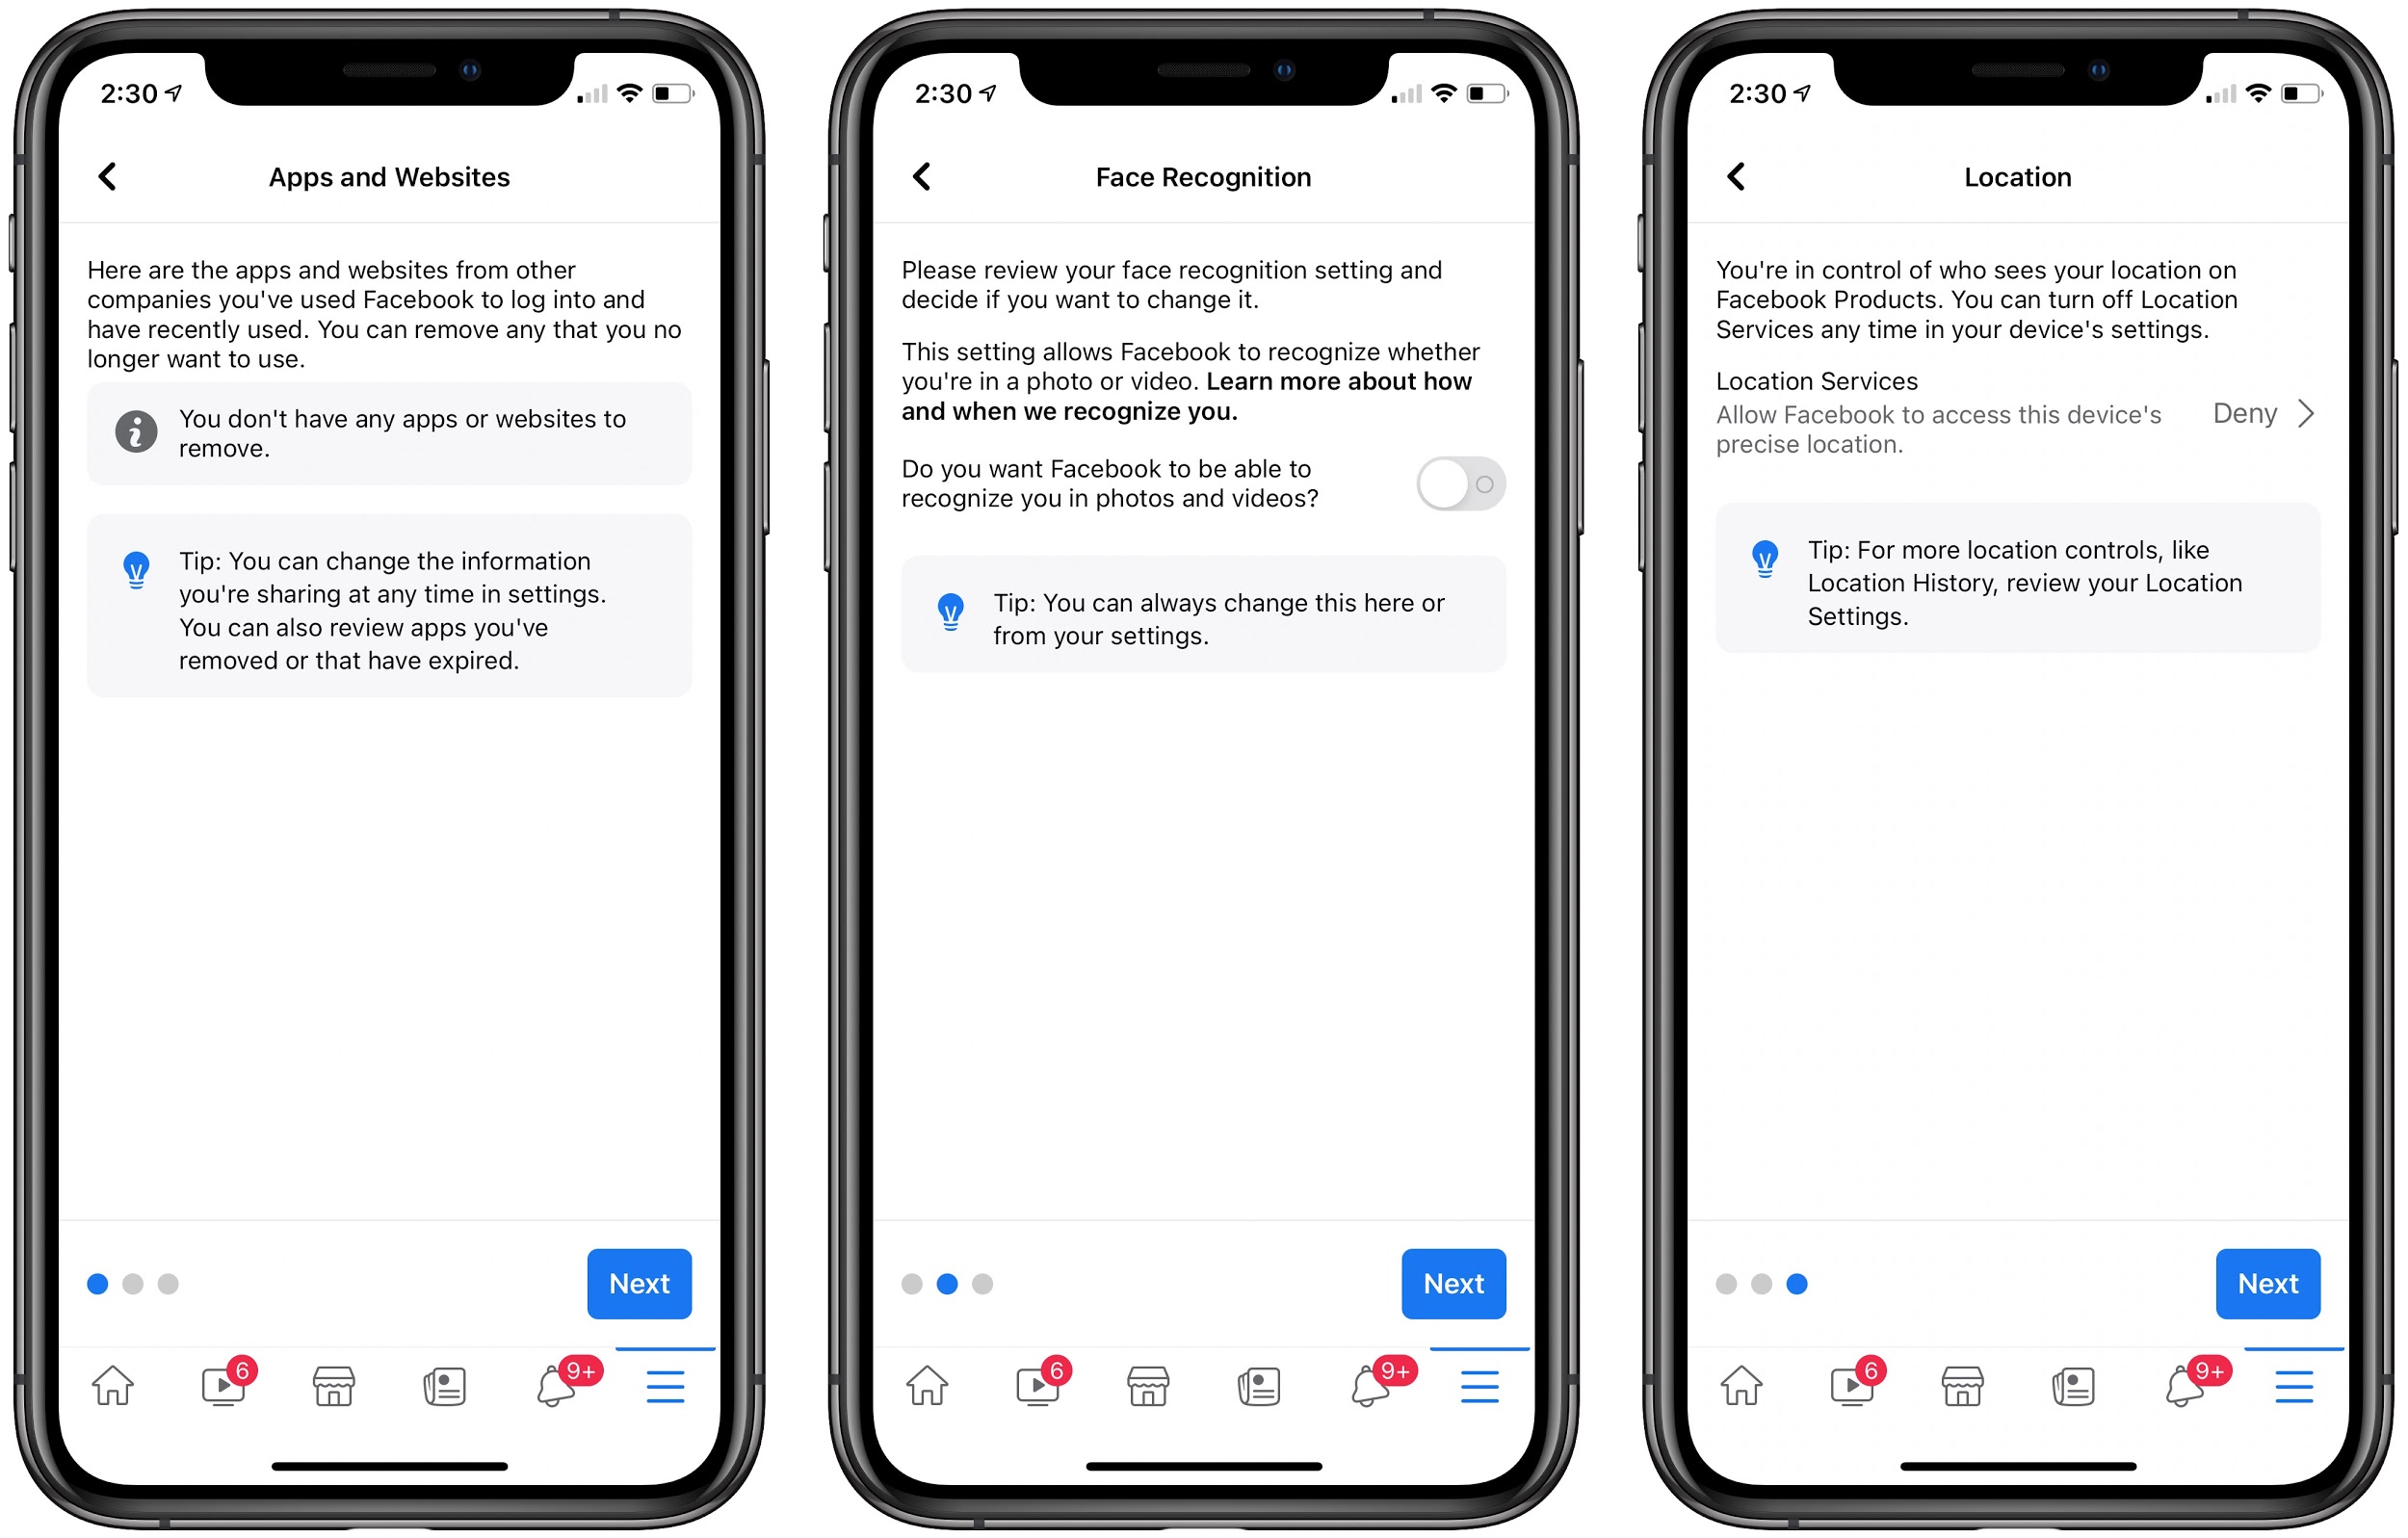 2:30
Apps and Websites
Here are the apps and websites from other
companies you've used Facebook to log into and
have recently used. You can remove any that you no
longer want to use.
You don't have any apps or websites to
remove.
Tip: You can change the information
you're sharing at any time in settings.
You can also review apps you've
removed or that have expired.
Next
6
9+
2:30
Face Recognition
Please review your face recognition setting and
decide if you want to change it.
This setting allows Facebook to recognize whether
you're in a photo or video. Learn more about how
and when we recognize you.
Do you want Facebook to be able to
recognize you in photos and videos?
Tip: You can always change this here or
from your settings.
Next
6
9+
2:30
Location
You're in control of who sees your location on
Facebook Products. You can turn off Location
Services any time in your device's settings.
Location Services
Allow Facebook to access this device's
precise location.
Deny
Tip: For more location controls, like
Location History, review your Location
Settings.
Next
6
9+